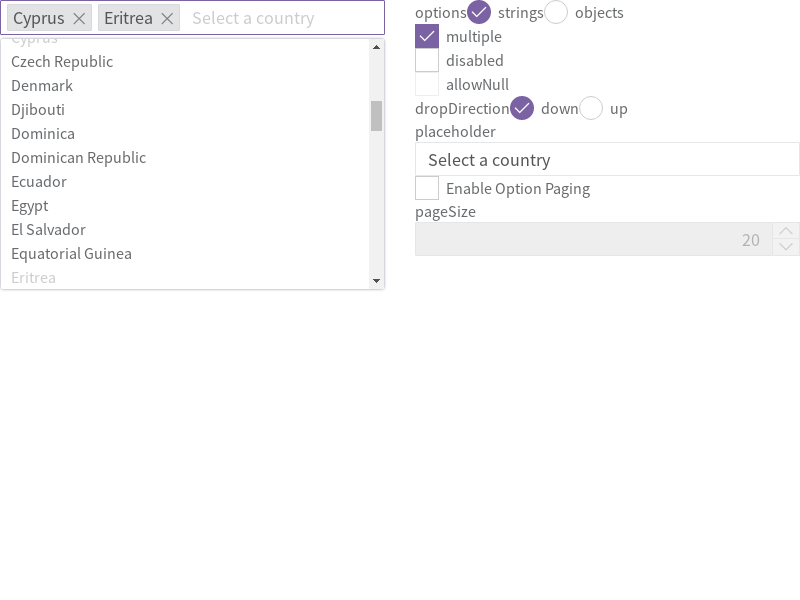 Cyprus Eritrea Select a country
Cyprus
Czech Republic
Denmark
Djibouti
Dominica
Dominican Republic
Ecuador
Egypt
El Salvador
Equatorial Guinea
Eritrea
options strings objects
multiple
disabled
allowNull
dropDirection down up
placeholder
Select a country
Enable Option Paging
pageSize
20